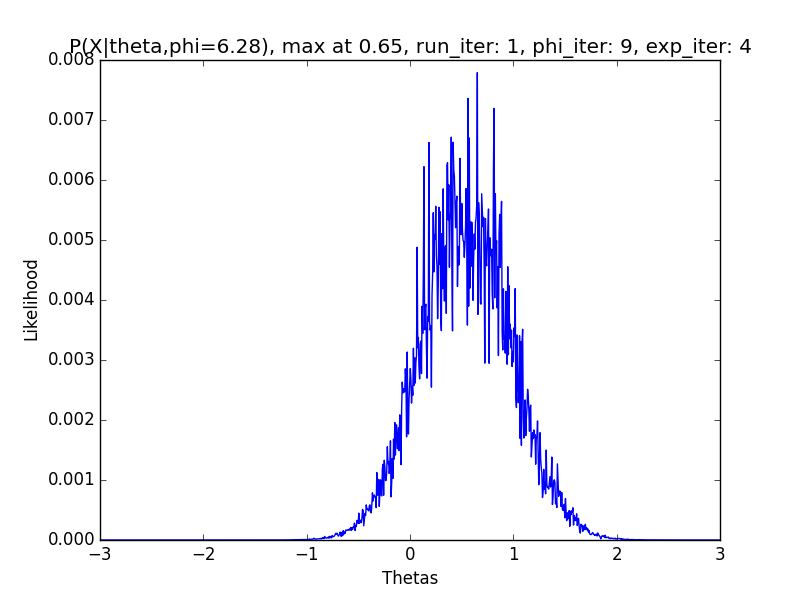 P(X|theta,phi=6.28), max at 0.65, run_iter: 1, phi_iter: 9, exp_iter: 4
0.008
0.007
0.006
0.005
0.004
0.003
0.002
0.001
0.000
Likelihood
−3 −2 −1 0 1 2 3
Thetas